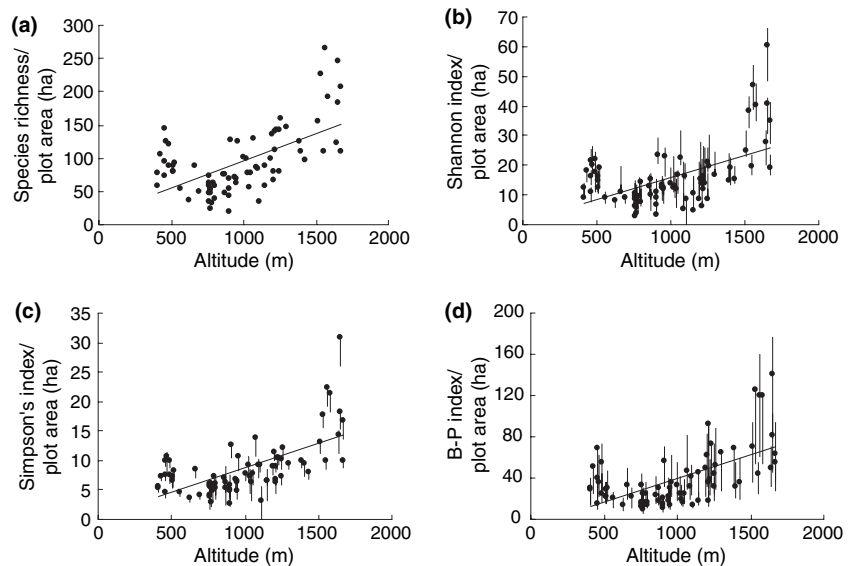 (a)
Species richness/
plot area (ha)
300
250
200
150
100
50
0
0 500 1000 1500 2000
Altitude (m)
(b)
Shannon index/
plot area (ha)
70
60
50
40
30
20
10
0
0 500 1000 1500 2000
Altitude (m)
(c)
Simpson's index/
plot area (ha)
35
30
25
20
15
10
5
0
0 500 1000 1500 2000
Altitude (m)
(d)
B-P index/
plot area (ha)
200
160
120
80
40
0
0 500 1000 1500 2000
Altitude (m)